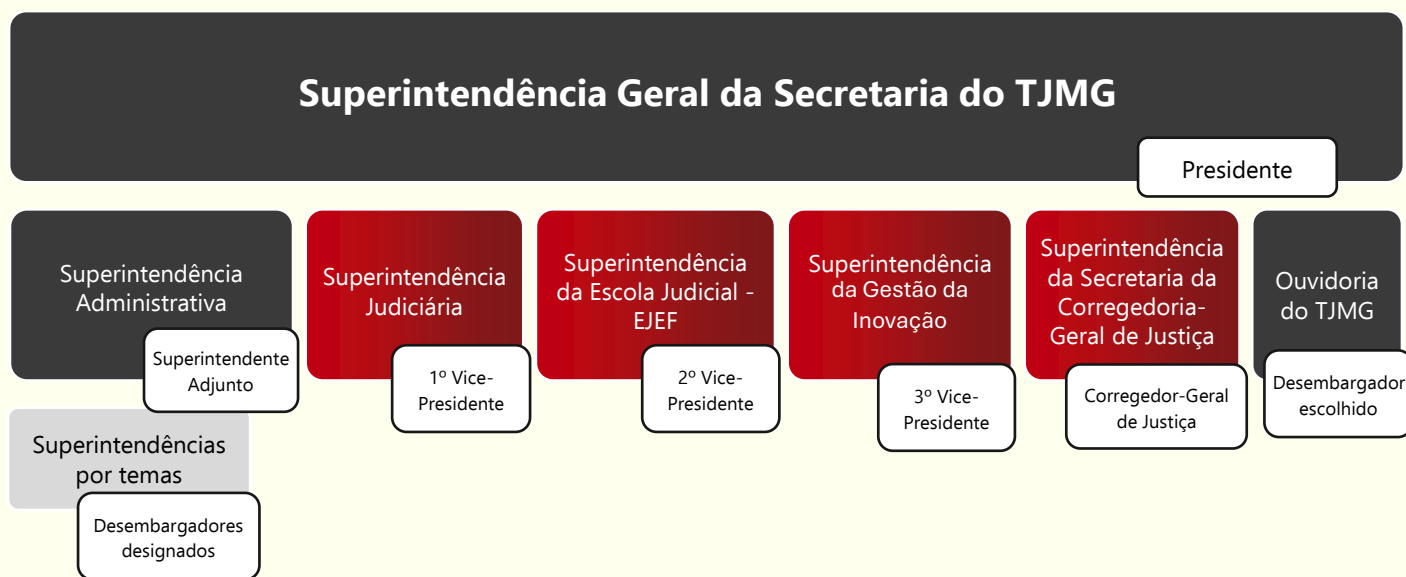 Superintendência Geral da Secretaria do TJMG
Presidente
Superintendência
Administrativa
Superintendente
Adjunto
Superintendência
Judiciária
1º Vice-
Presidente
Superintendência
da Escola Judicial -
EJEF
2º Vice-
Presidente
Superintendência
da Gestão da
Inovação
3º Vice-
Presidente
Superintendência
da Secretaria da
Corregedoria-
Geral de Justiça
Corregedor-Geral
de Justiça
Ouvidoria
do TJMG
Desembargador
escolhido
Superintendências
por temas
Desembargadores
designados